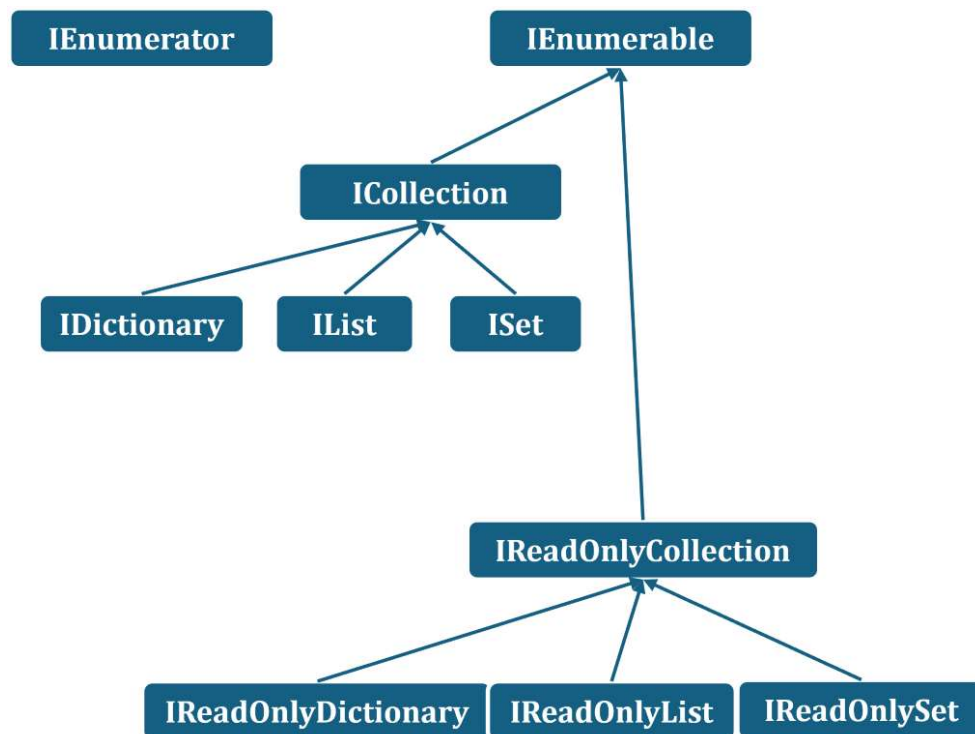 IEnumerator
IEnumerable
ICollection
IDictionary
IList
ISet
IReadOnlyCollection
IReadOnlyDictionary
IReadOnlyList
IReadOnlySet